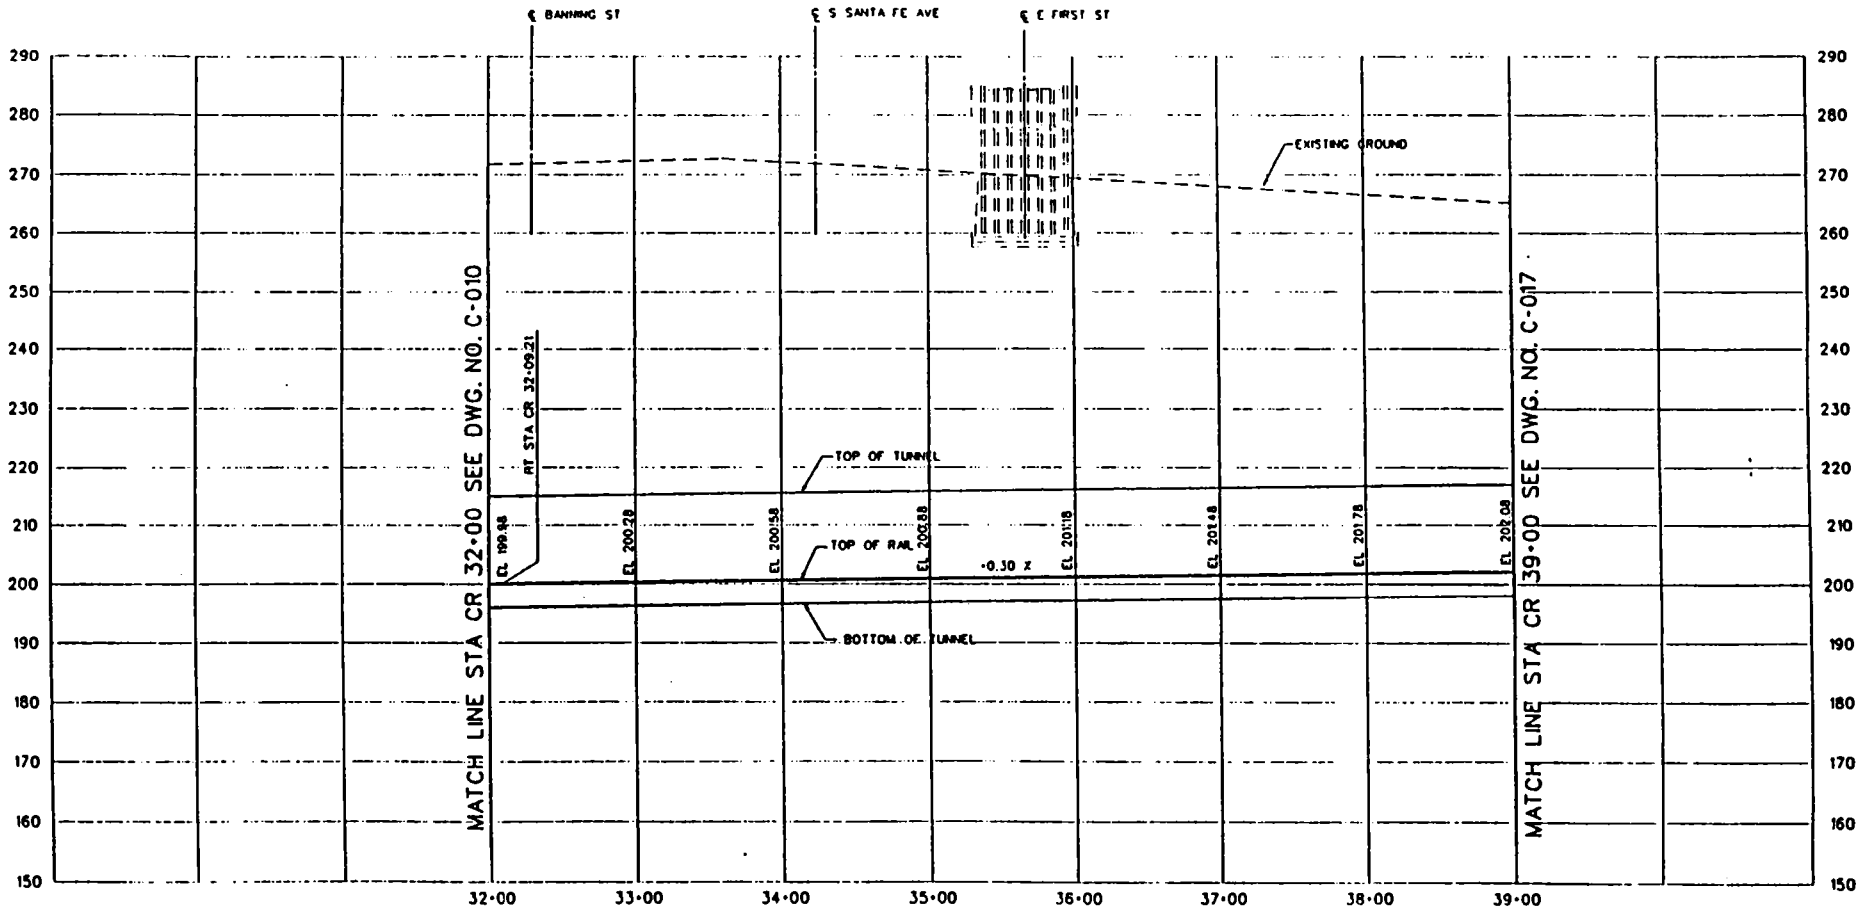 ℄ BANNING ST
℄ S SANTA FE AVE
℄ E FIRST ST
290 290
280 280
EXISTING GROUND
270 270
260 260
250 250
240 240
230 230
220 220
210 210
200 200
190 190
180 180
170 170
160 160
150 150
MATCH LINE STA CR 32+00 SEE DWG. NO. C-010
PT STA CR 32+09.21
TOP OF TUNNEL
EL 199.98
EL 200.28
EL 200.58
EL 200.88
EL 201.18
EL 201.48
EL 201.78
EL 202.08
TOP OF RAIL
+0.30 %
BOTTOM OF TUNNEL
MATCH LINE STA CR 39+00 SEE DWG. NO. C-017
32+00 33+00 34+00 35+00 36+00 37+00 38+00 39+00